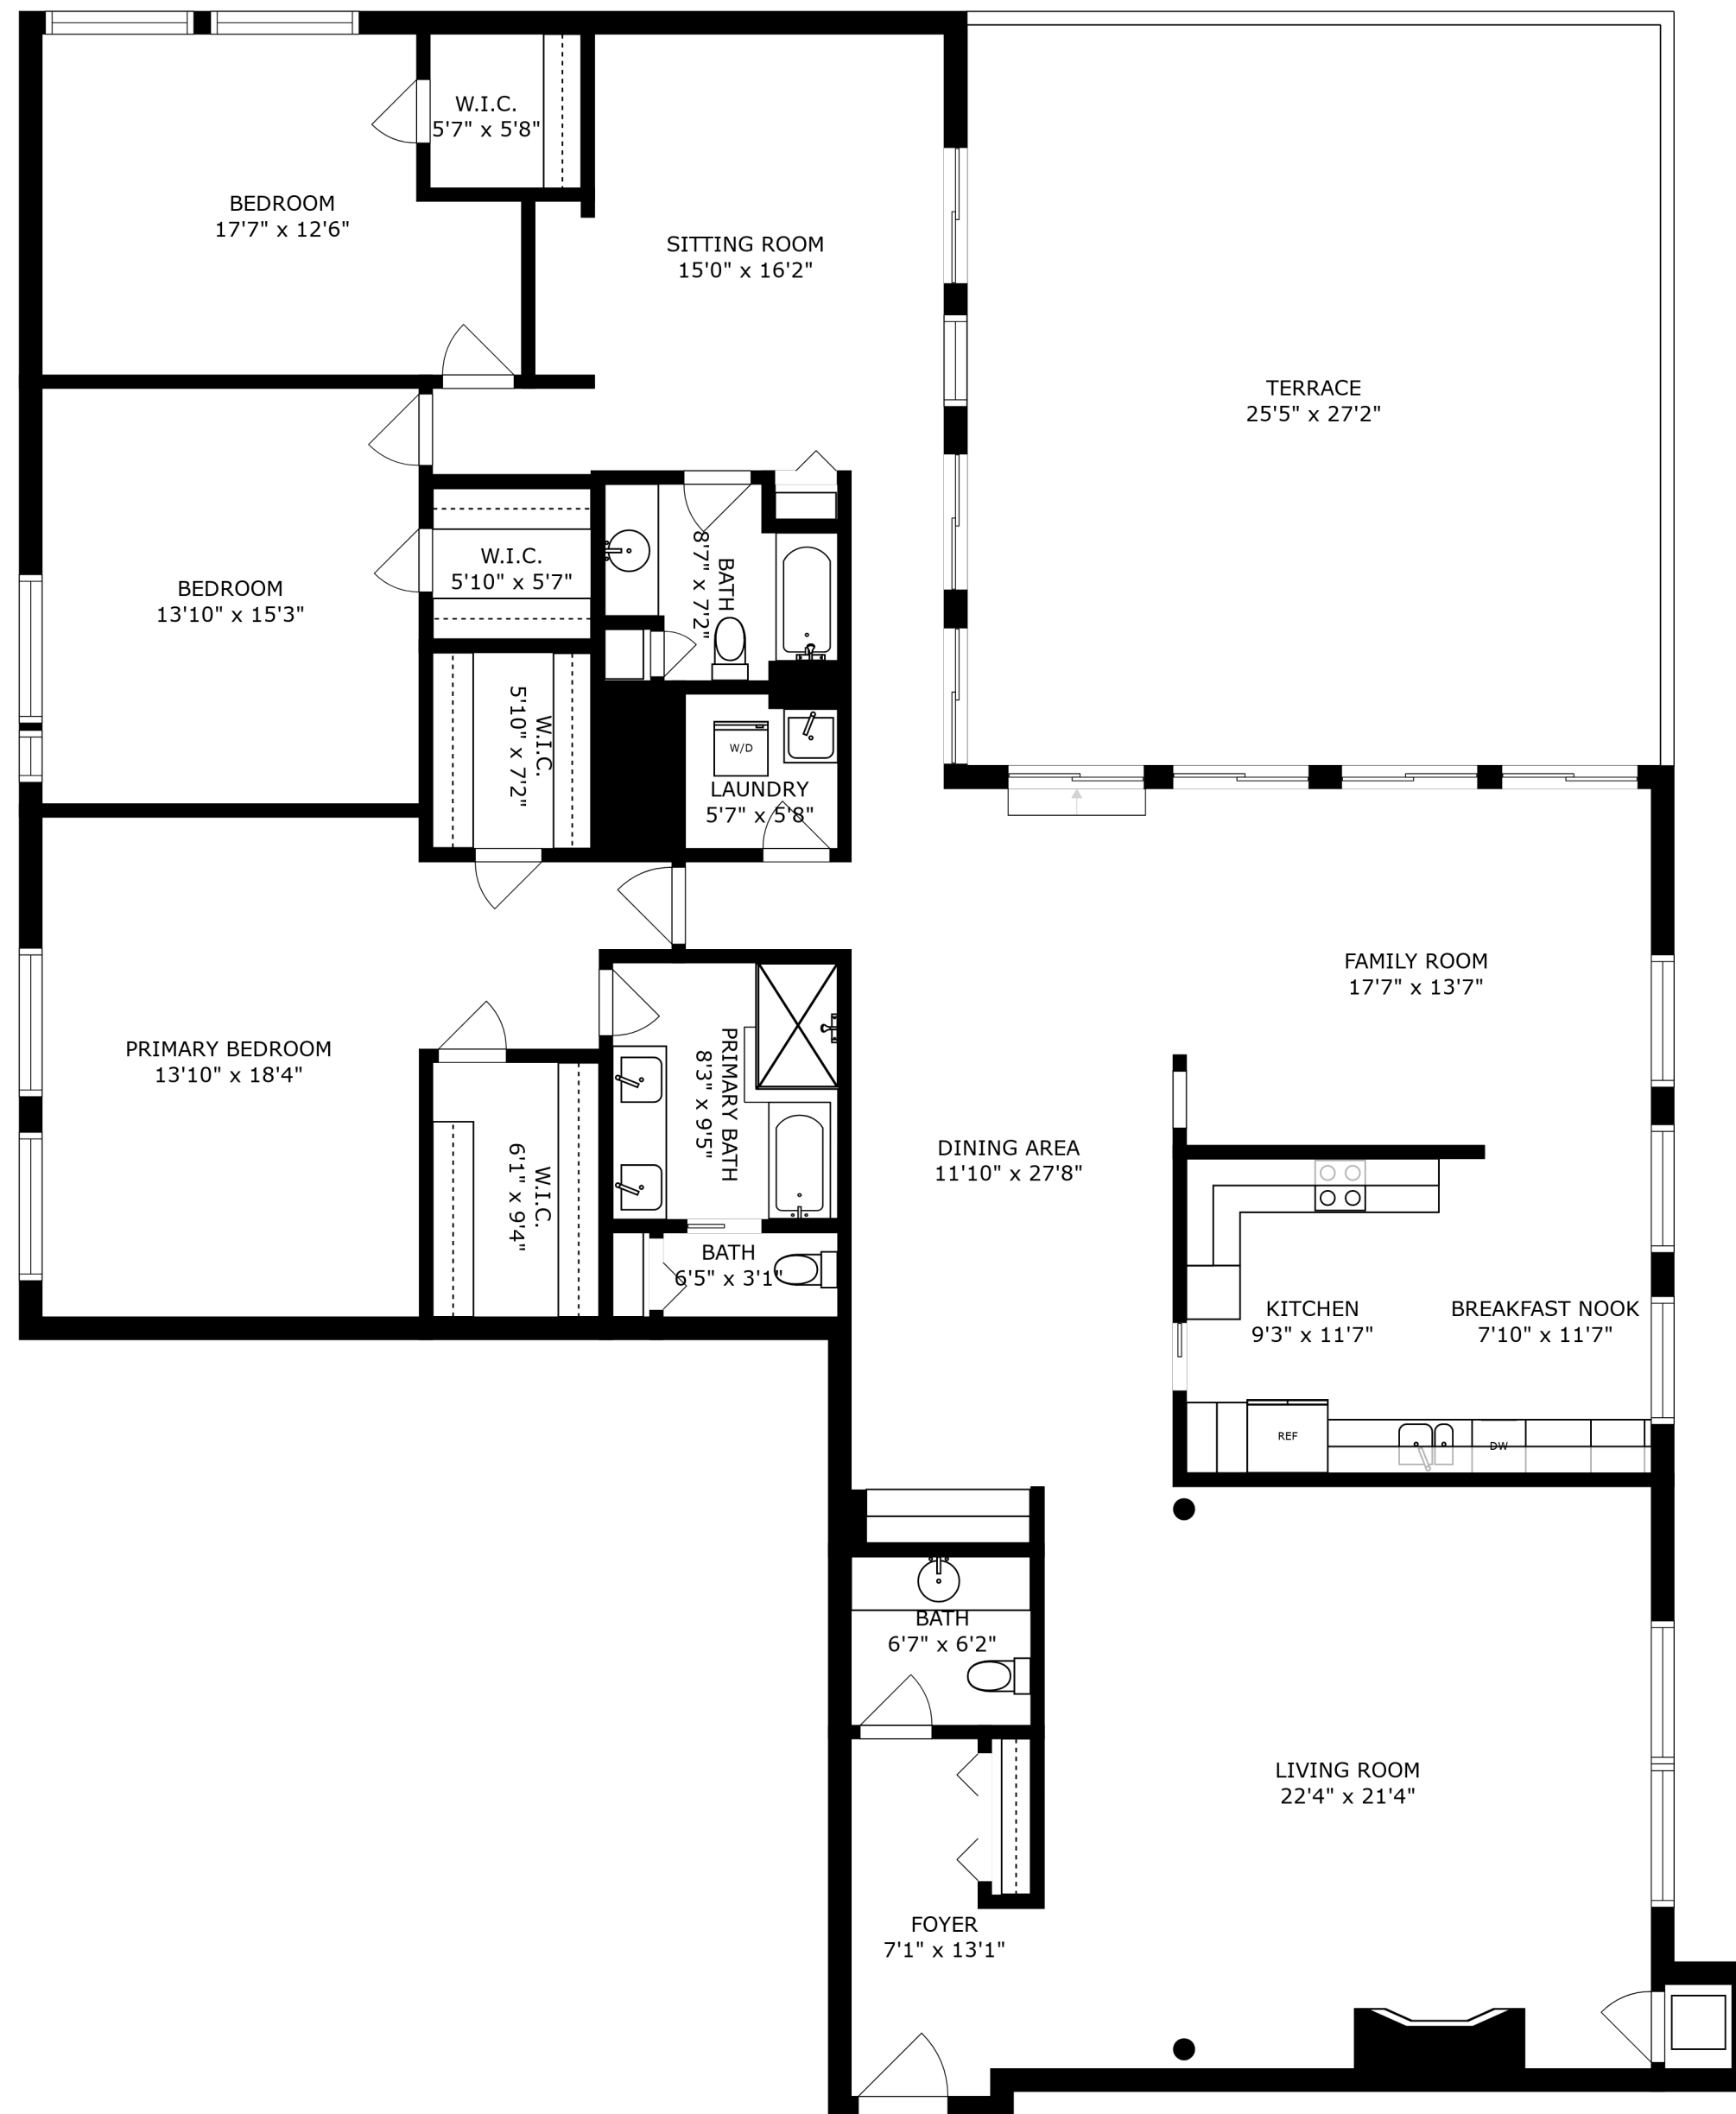 W.I.C.
5'7" x 5'8"
BEDROOM
17'7" x 12'6"
SITTING ROOM
15'0" x 16'2"
TERRACE
25'5" x 27'2"
W.I.C.
5'10" x 5'7"
BEDROOM
13'10" x 15'3"
BATH
8'7" x 7'2"
W.I.C.
5'10" x 7'2"
W/D
LAUNDRY
5'7" x 5'8"
FAMILY ROOM
17'7" x 13'7"
PRIMARY BEDROOM
13'10" x 18'4"
PRIMARY BATH
8'3" x 9'5"
DINING AREA
11'10" x 27'8"
W.I.C.
6'1" x 9'4"
BATH
6'5" x 3'1"
KITCHEN
9'3" x 11'7"
BREAKFAST NOOK
7'10" x 11'7"
REF
DW
BATH
6'7" x 6'2"
LIVING ROOM
22'4" x 21'4"
FOYER
7'1" x 13'1"